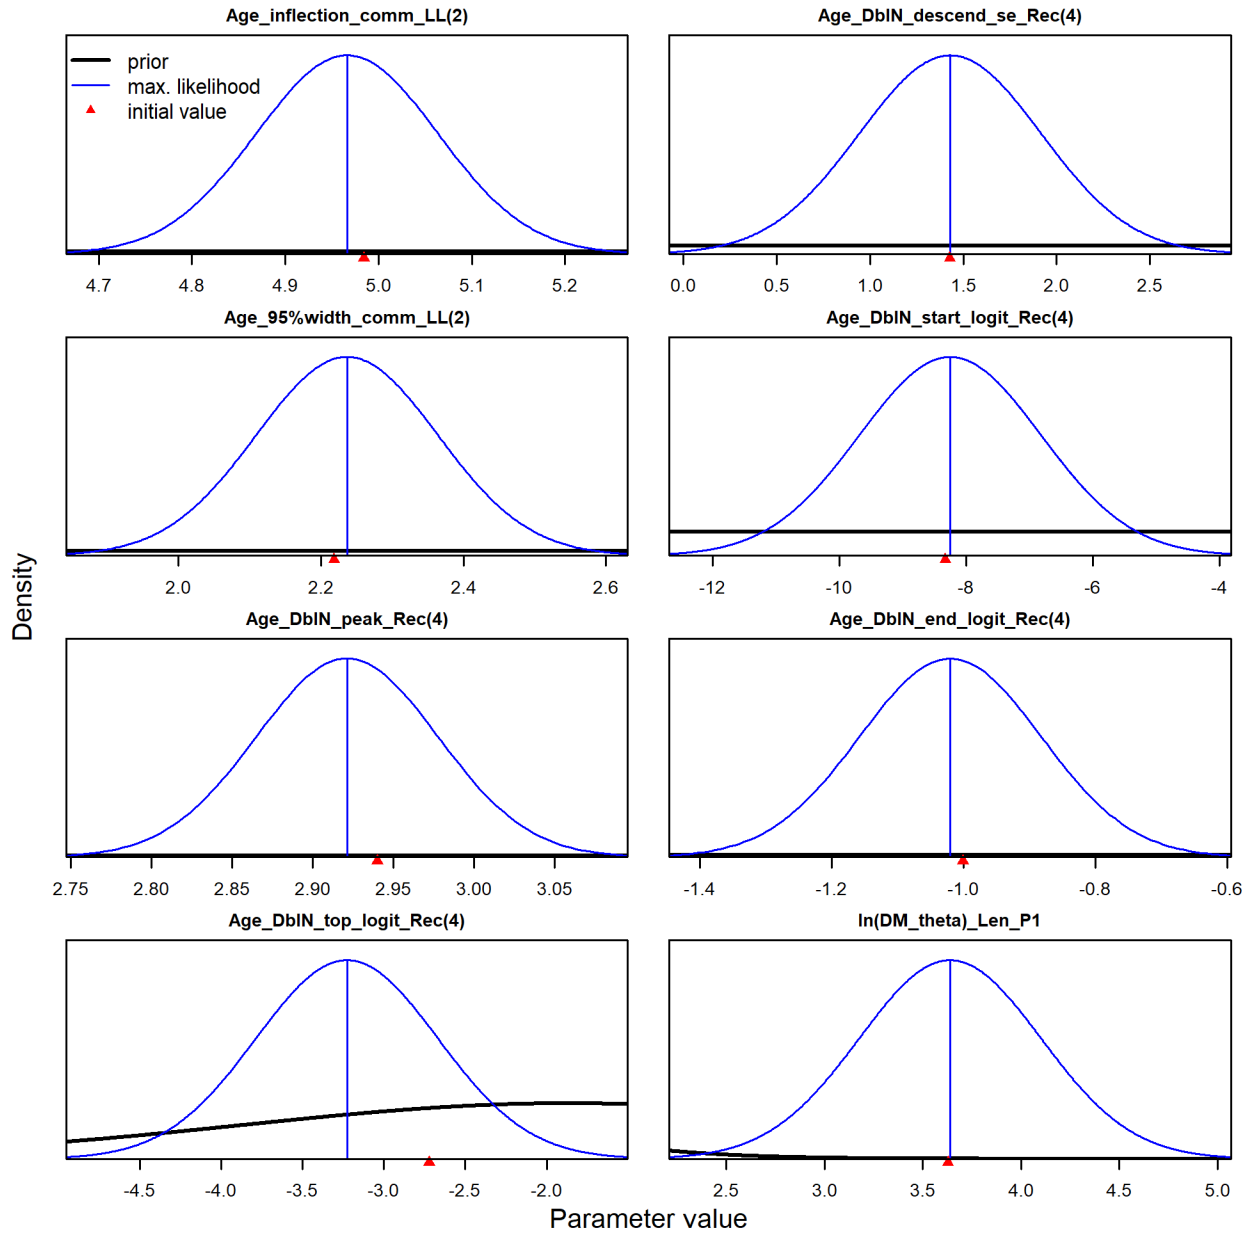 Age_inflection_comm_LL(2)
prior
max. likelihood
initial value
4.7 4.8 4.9 5.0 5.1 5.2
Age_DblN_descend_se_Rec(4)
0.0 0.5 1.0 1.5 2.0 2.5
Age_95%width_comm_LL(2)
2.0 2.2 2.4 2.6
Age_DblN_start_logit_Rec(4)
-12 -10 -8 -6 -4
Age_DblN_peak_Rec(4)
2.75 2.80 2.85 2.90 2.95 3.00 3.05
Age_DblN_end_logit_Rec(4)
-1.4 -1.2 -1.0 -0.8 -0.6
Age_DblN_top_logit_Rec(4)
-4.5 -4.0 -3.5 -3.0 -2.5 -2.0
ln(DM_theta)_Len_P1
2.5 3.0 3.5 4.0 4.5 5.0
Density
Parameter value